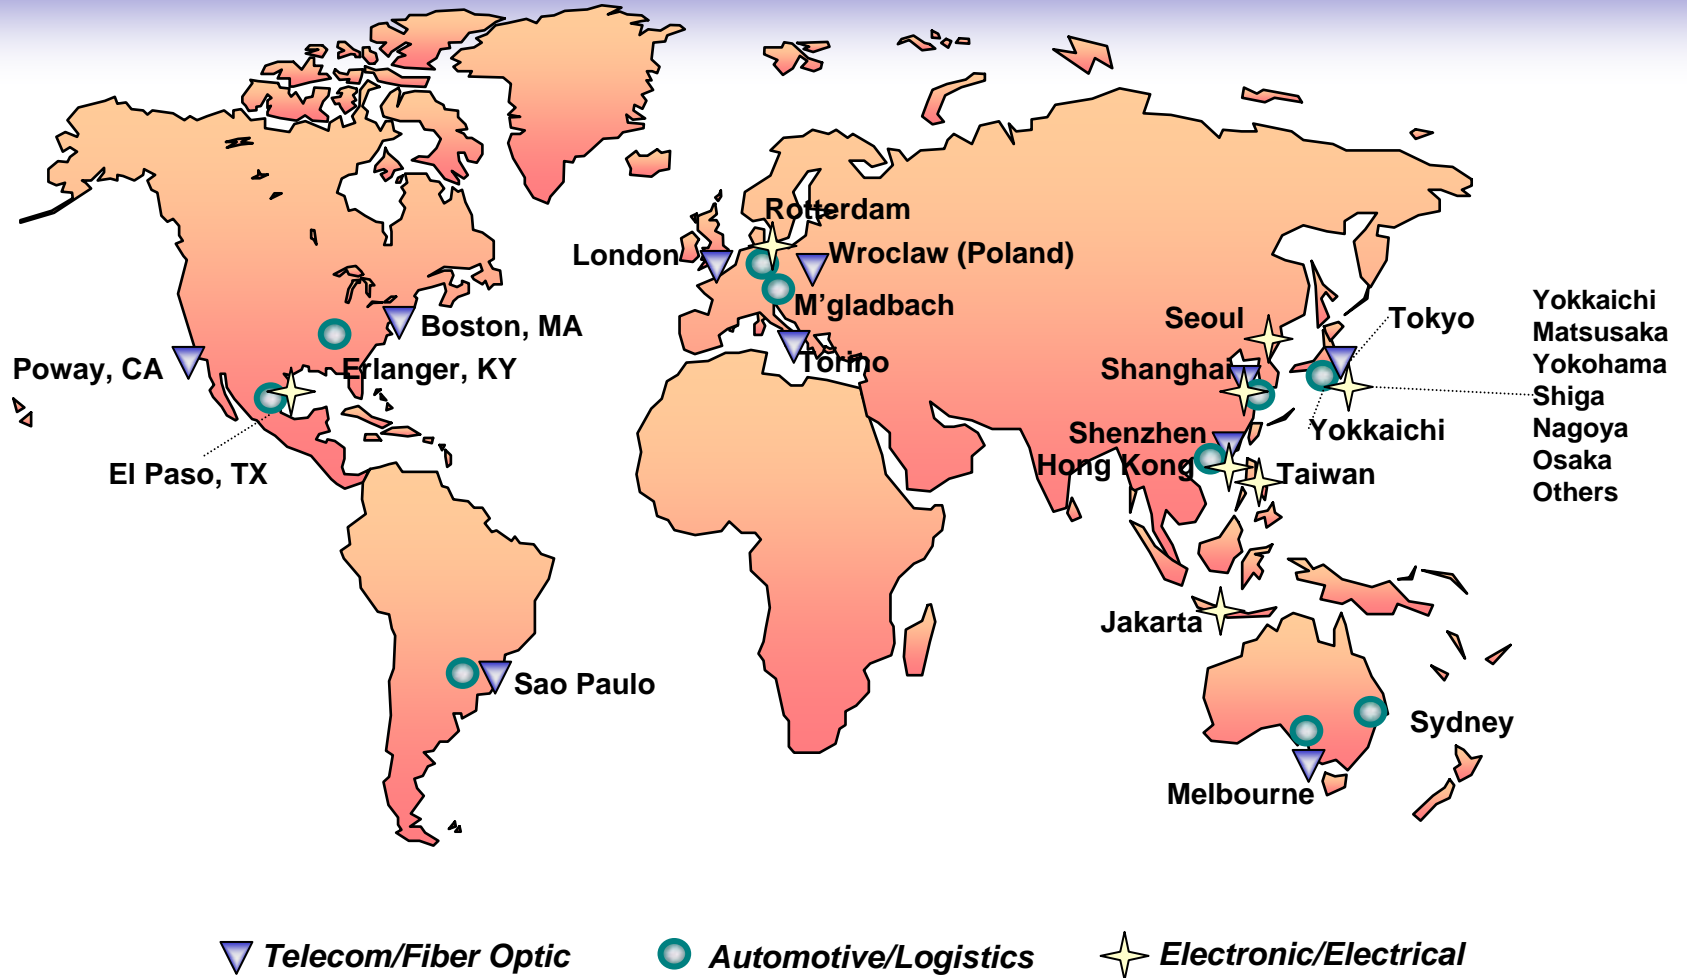 Rotterdam
London
Wroclaw (Poland)
M'gladbach
Torino
Boston, MA
Poway, CA
Erlanger, KY
El Paso, TX
Sao Paulo
Seoul
Tokyo
Shanghai
Yokkaichi
Shenzhen
Hong Kong
Taiwan
Jakarta
Sydney
Melbourne
Yokkaichi
Matsusaka
Yokohama
Shiga
Nagoya
Osaka
Others
Telecom/Fiber Optic
Automotive/Logistics
Electronic/Electrical